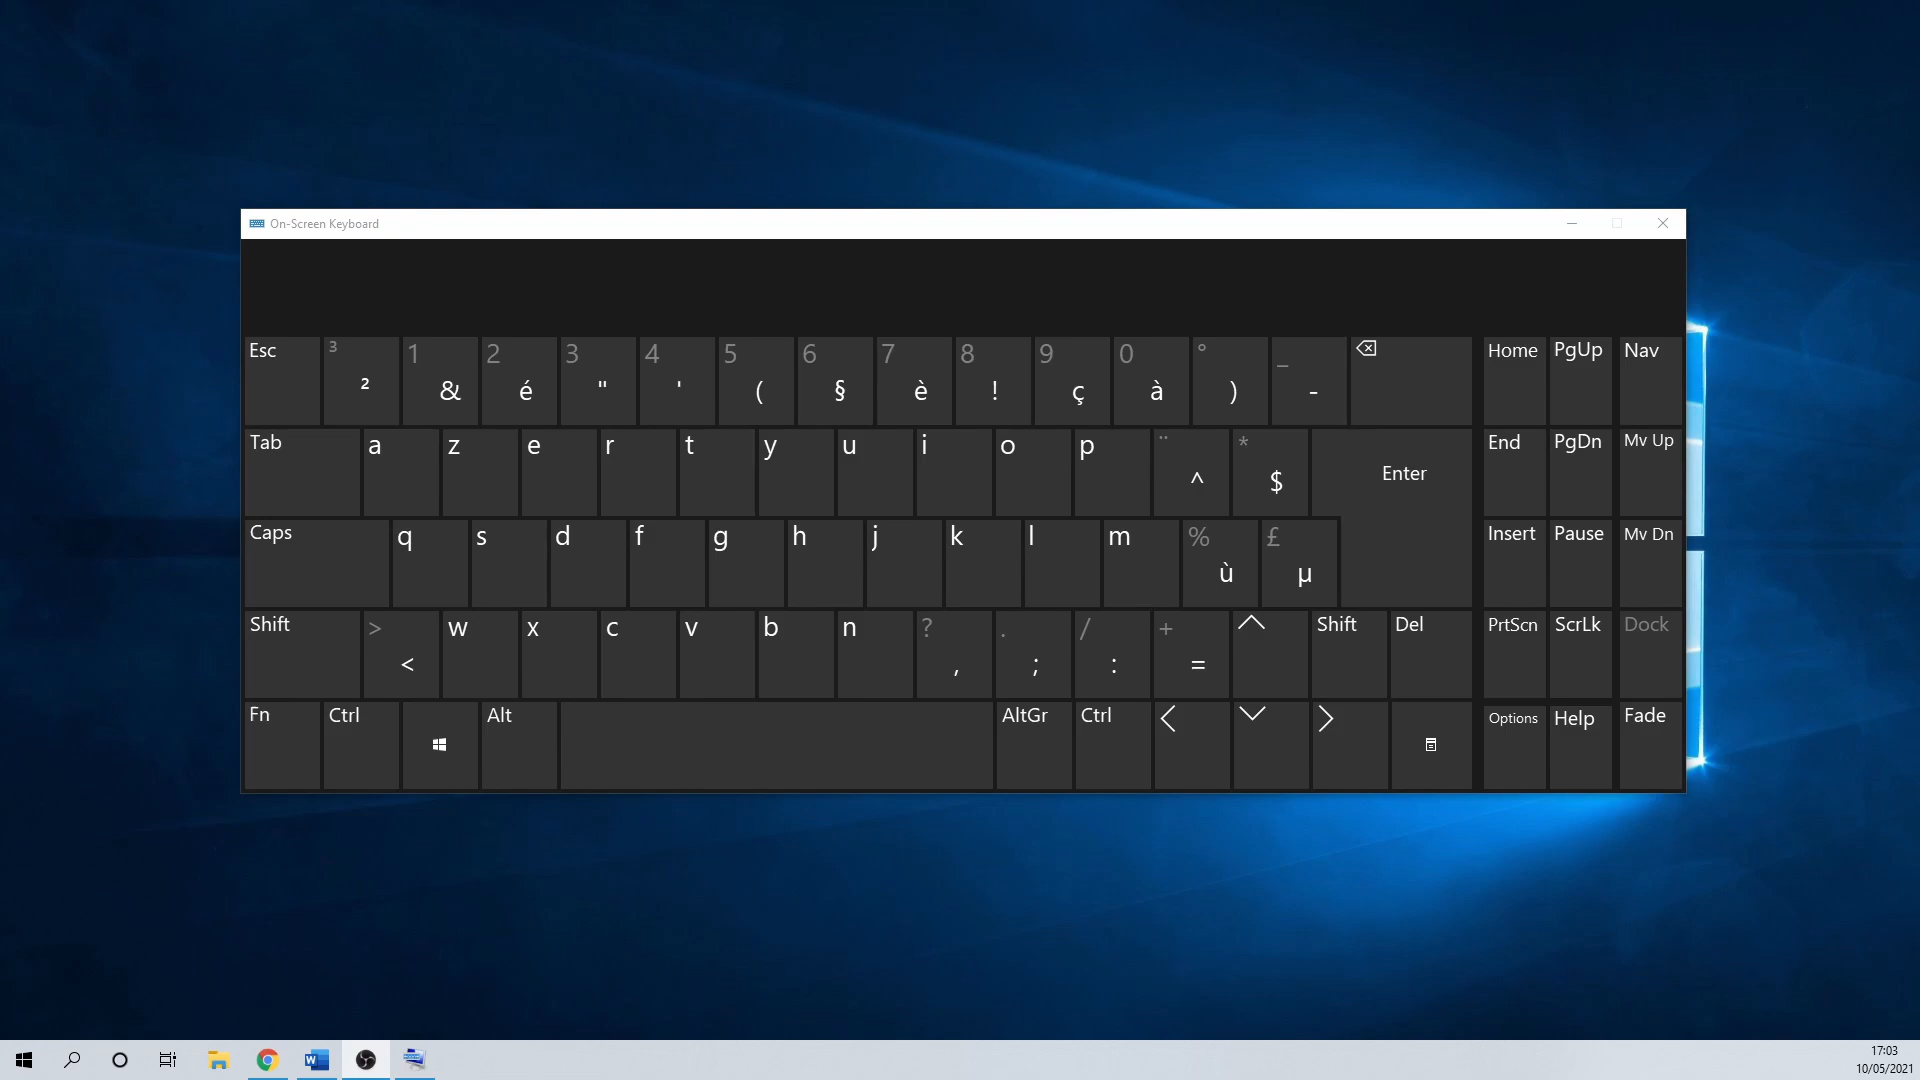 On-Screen Keyboard
Esc ³ ² 1 & 2 é 3 " 4 ' 5 ( 6 § 7 è 8 ! 9 ç 0 à ° ) _ - Home PgUp Nav
Tab a z e r t y u i o p ¨ ^ * $ Enter End PgDn Mv Up
Caps q s d f g h j k l m % ù £ µ Insert Pause Mv Dn
Shift > < w x c v b n ? , . ; / : + = Shift Del PrtScn ScrLk Dock
Fn Ctrl Alt AltGr Ctrl Options Help Fade
17:03
10/05/2021